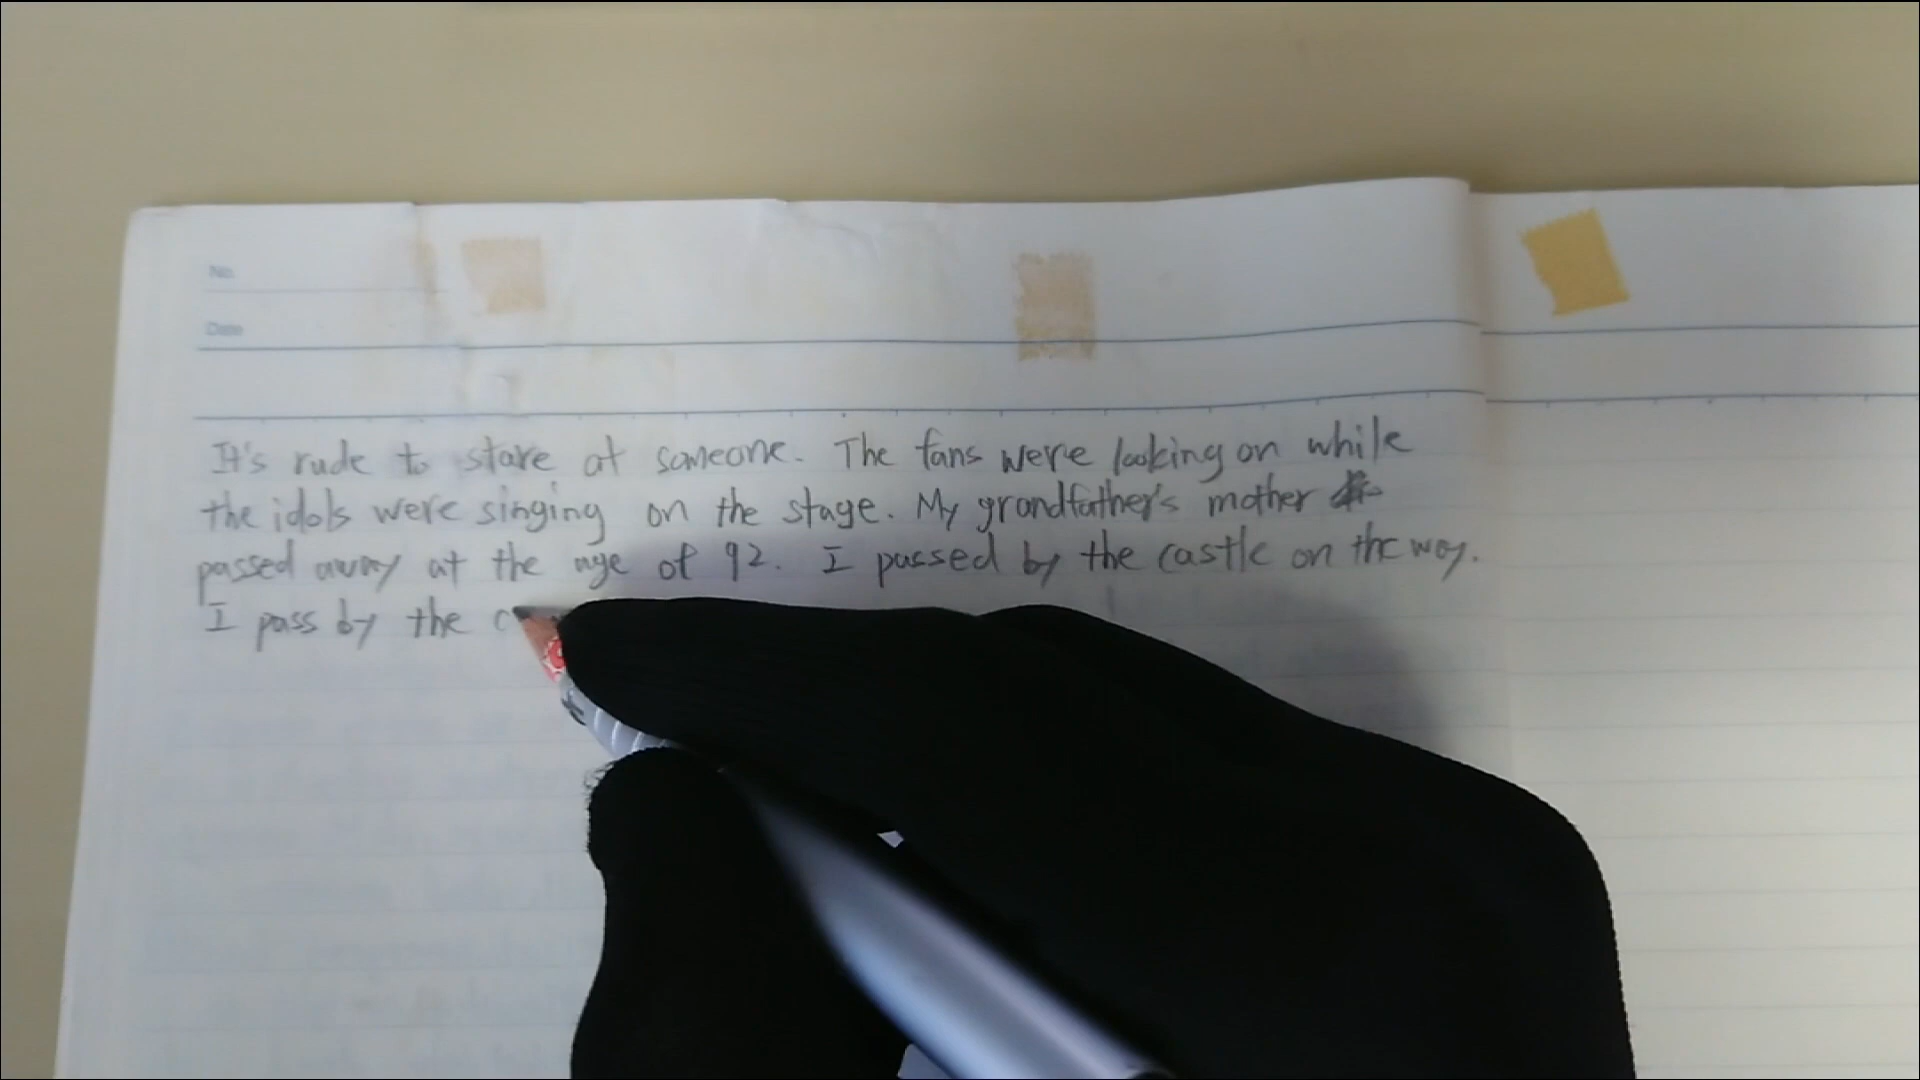 No.
Date
It's rude to stare at someone. The fans were looking on while
the idols were singing on the stage. My grandfather's mother
passed away at the age of 92. I passed by the castle on the way.
I pass by the c